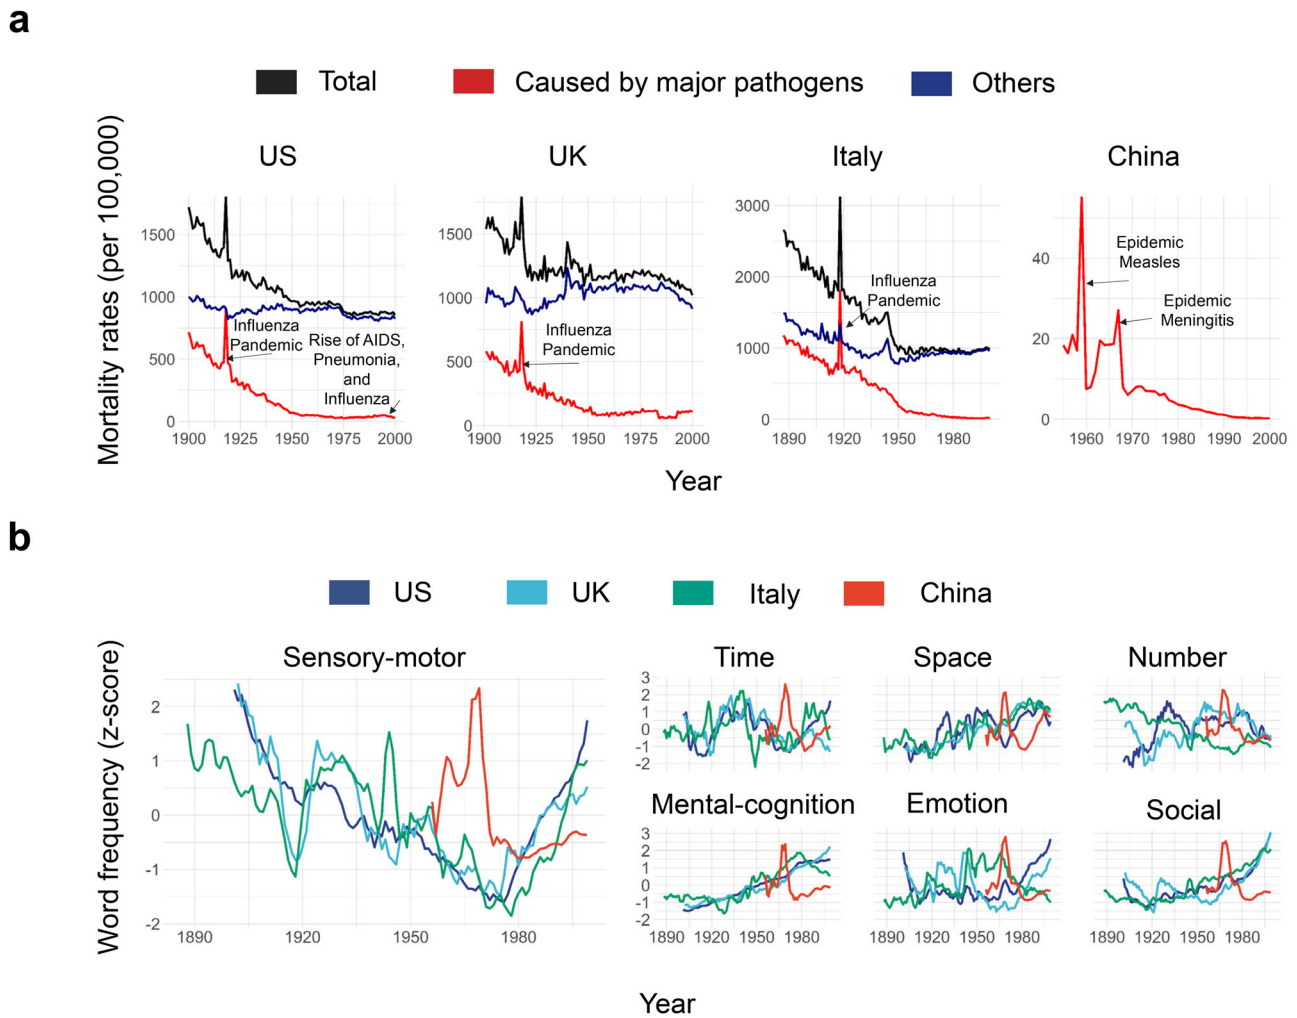 a
Total
Caused by major pathogens
Others
Mortality rates (per 100,000)
US
UK
Italy
China
1500
1000
500
0
1900
1925
1950
1975
2000
Influenza
Pandemic
Rise of AIDS,
Pneumonia,
and
Influenza
1500
1000
500
0
1900
1925
1950
1975
2000
Influenza
Pandemic
3000
2000
1000
0
1890
1920
1950
1980
Influenza
Pandemic
40
20
0
1960
1970
1980
1990
2000
Epidemic
Measles
Epidemic
Meningitis
Year
b
US
UK
Italy
China
Word frequency (z-score)
Sensory-motor
2
1
0
-1
-2
1890
1920
1950
1980
Time
Space
Number
3
2
1
0
-1
-2
Mental-cognition
Emotion
Social
3
2
1
0
-1
-2
1890
1920
1950
1980
1890
1920
1950
1980
1890
1920
1950
1980
Year